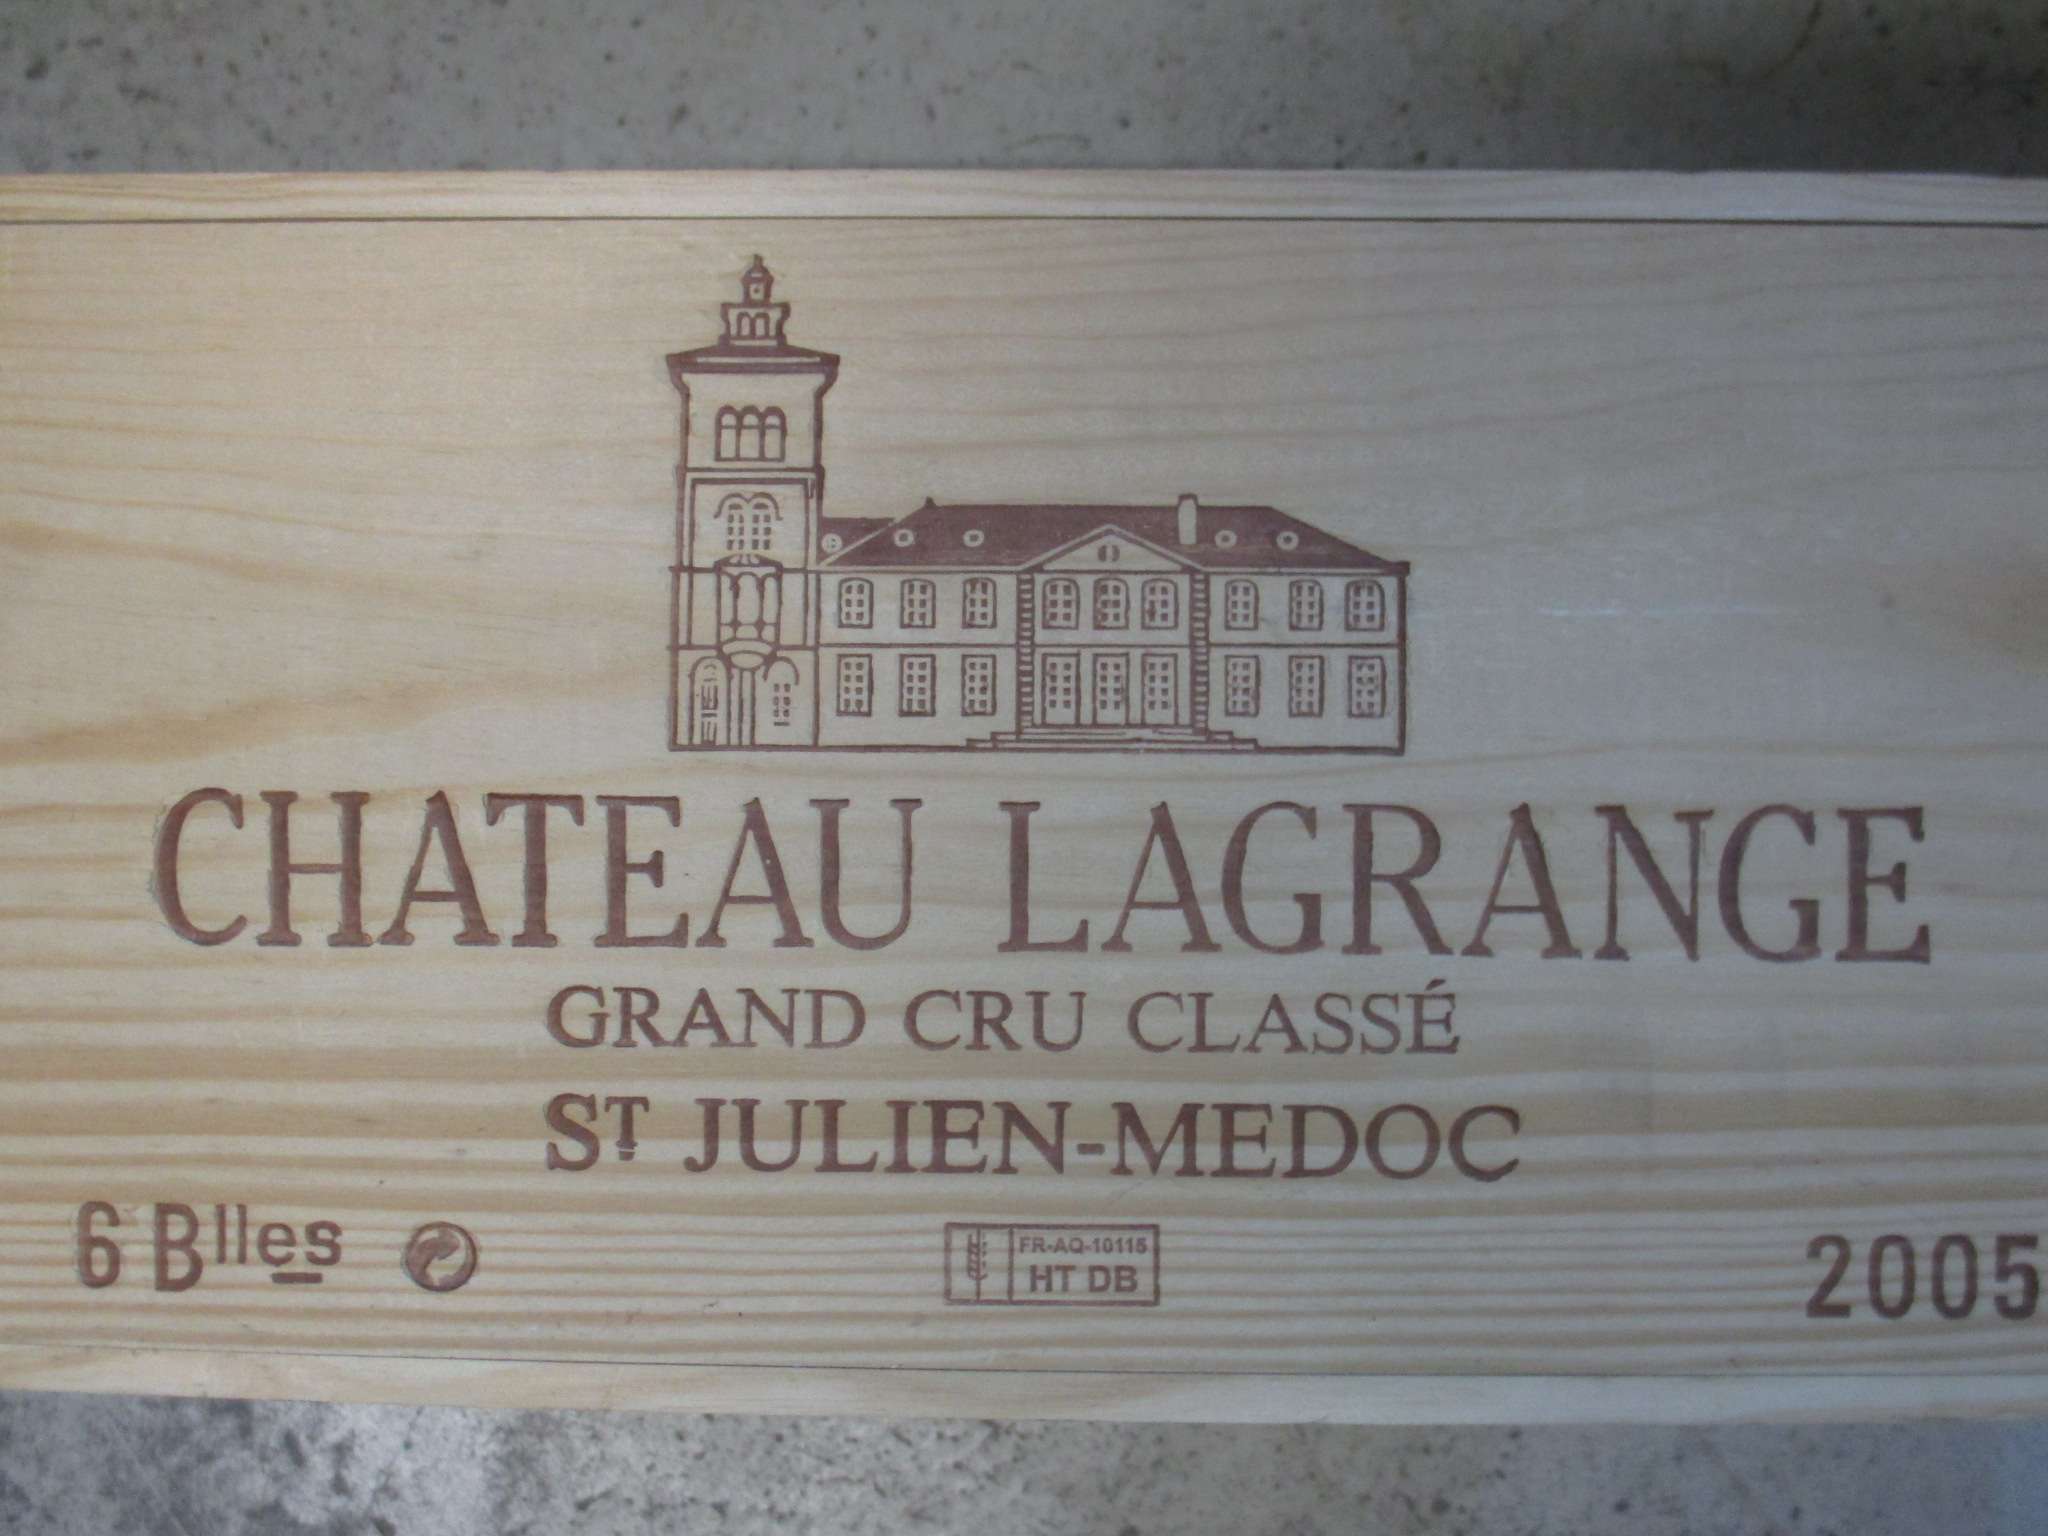 CHATEAU LAGRANGE
GRAND CRU CLASSÉ
ST JULIEN-MEDOC
6 Blles
FR-AQ-10115
HT DB
2005